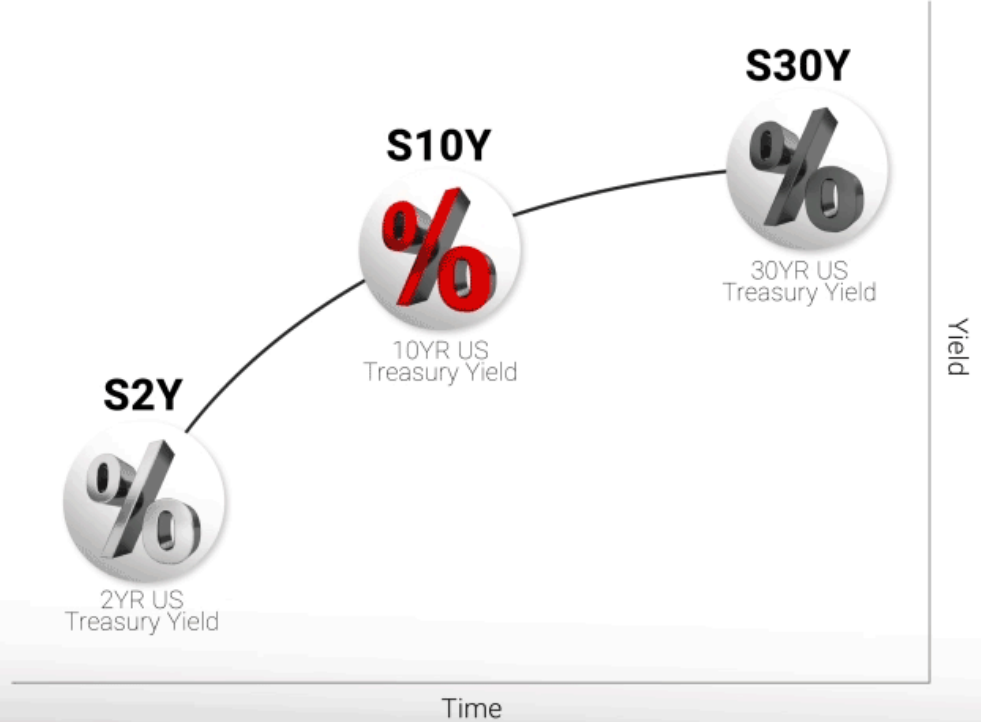 S30Y
S10Y
%
%
30YR US
Treasury Yield
10YR US
Treasury Yield
Yield
S2Y
%
2YR US
Treasury Yield
Time